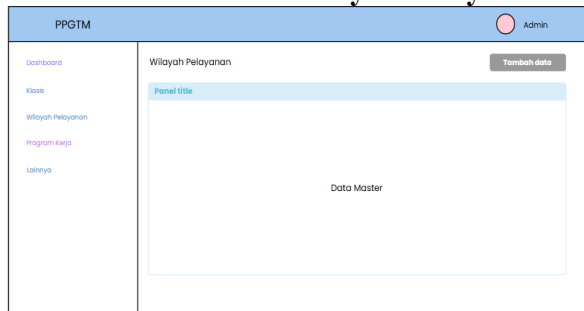 PPGTM
Admin
Dashboard
Klasis
Wilayah Pelayanan
Program Kerja
Lainnya
Wilayah Pelayanan
Tambah data
Panel title
Data Master